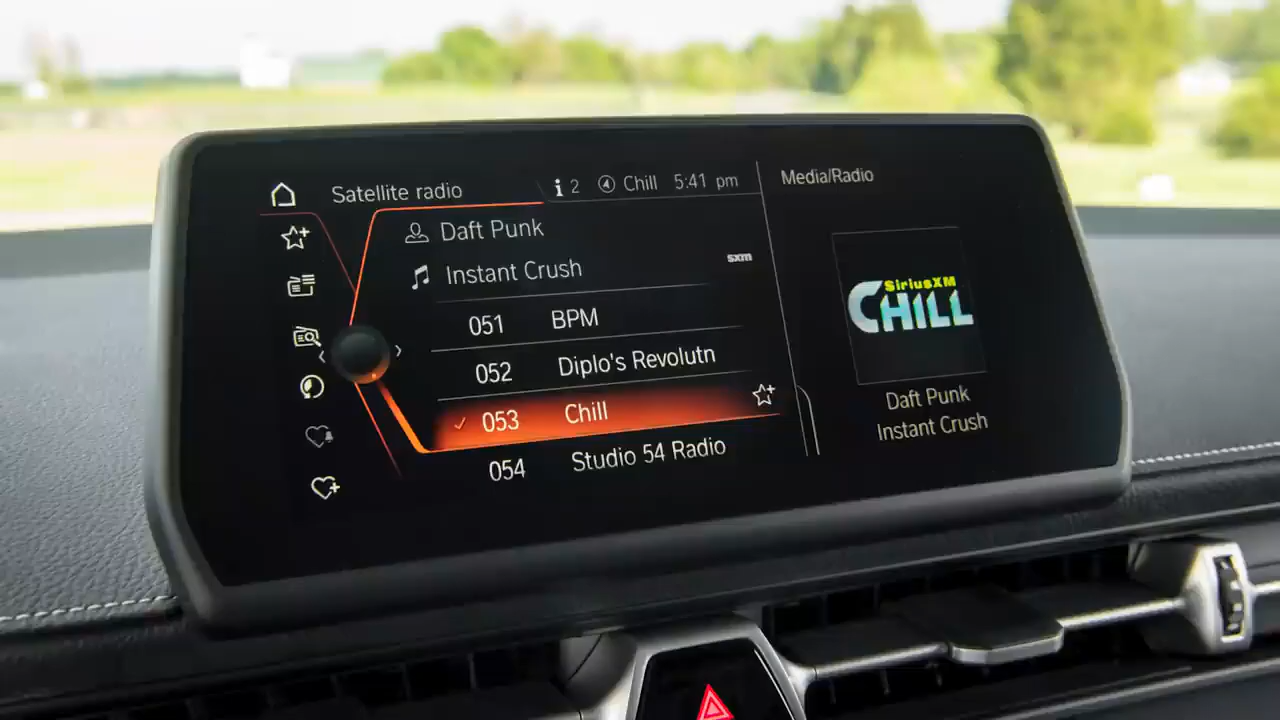 Satellite radio
2 Chill 5:41 pm
Daft Punk
Instant Crush
sxm
051 BPM
052 Diplo's Revolutn
053 Chill
054 Studio 54 Radio
Media/Radio
SiriusXM
CHILL
Daft Punk
Instant Crush